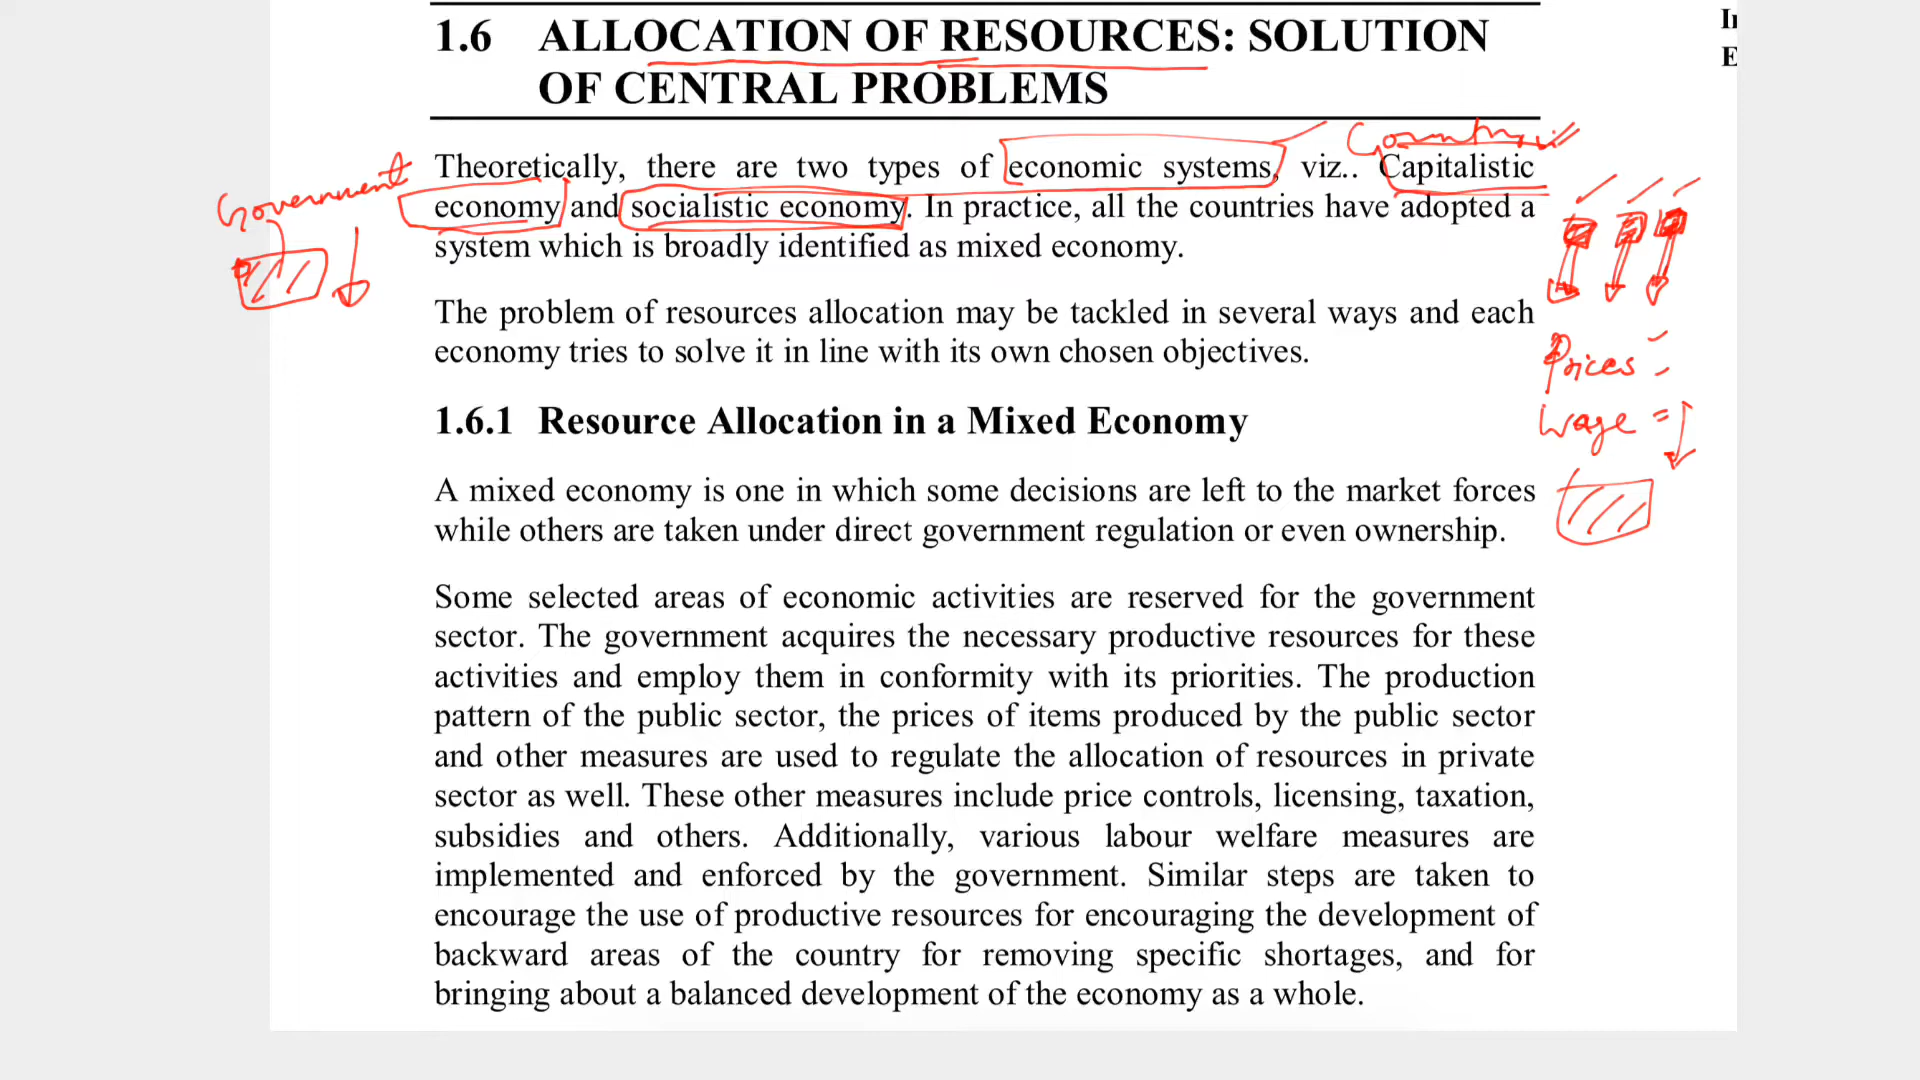 1.6 ALLOCATION OF RESOURCES: SOLUTION
OF CENTRAL PROBLEMS
Theoretically, there are two types of economic systems, viz.. Capitalistic
economy and socialistic economy. In practice, all the countries have adopted a
system which is broadly identified as mixed economy.
Government
Prices =
Wage =
The problem of resources allocation may be tackled in several ways and each
economy tries to solve it in line with its own chosen objectives.
1.6.1 Resource Allocation in a Mixed Economy
A mixed economy is one in which some decisions are left to the market forces
while others are taken under direct government regulation or even ownership.
Some selected areas of economic activities are reserved for the government
sector. The government acquires the necessary productive resources for these
activities and employ them in conformity with its priorities. The production
pattern of the public sector, the prices of items produced by the public sector
and other measures are used to regulate the allocation of resources in private
sector as well. These other measures include price controls, licensing, taxation,
subsidies and others. Additionally, various labour welfare measures are
implemented and enforced by the government. Similar steps are taken to
encourage the use of productive resources for encouraging the development of
backward areas of the country for removing specific shortages, and for
bringing about a balanced development of the economy as a whole.